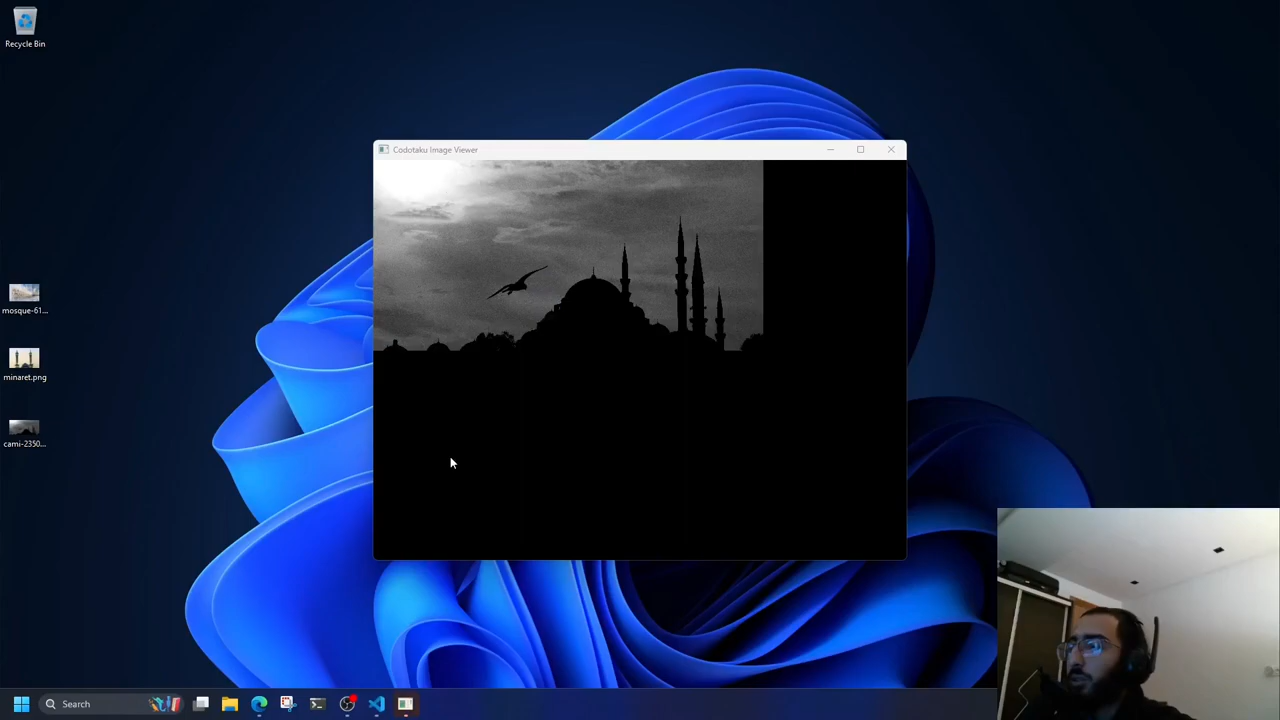 Recycle Bin
Codotaku Image Viewer
mosque-61...
minaret.png
cami-2350...
Search